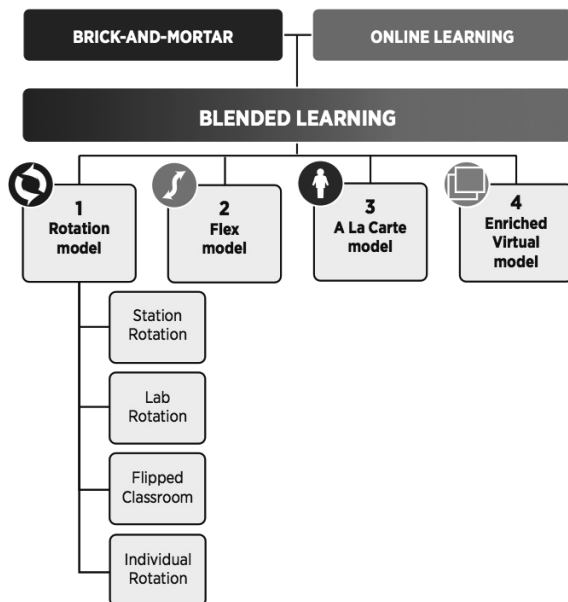 BRICK-AND-MORTAR
ONLINE LEARNING
BLENDED LEARNING
1
Rotation
model
2
Flex
model
3
A La Carte
model
4
Enriched
Virtual
model
Station
Rotation
Lab
Rotation
Flipped
Classroom
Individual
Rotation